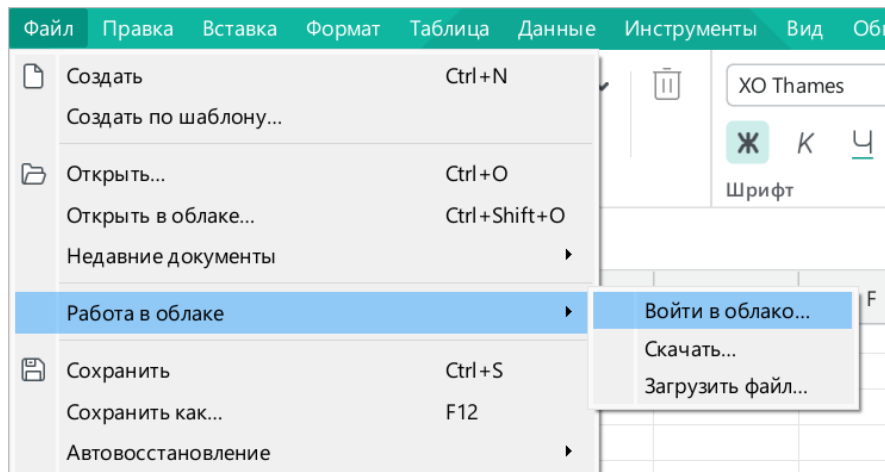 Файл Правка Вставка Формат Таблица Данные Инструменты Вид
Создать Ctrl+N
XO Thames
Создать по шаблону...
Ж К Ч
Открыть... Ctrl+O
Шрифт
Открыть в облаке... Ctrl+Shift+O
Недавние документы
F
Работа в облаке
Войти в облако...
Скачать...
Загрузить файл...
Сохранить Ctrl+S
Сохранить как... F12
Автовосстановление